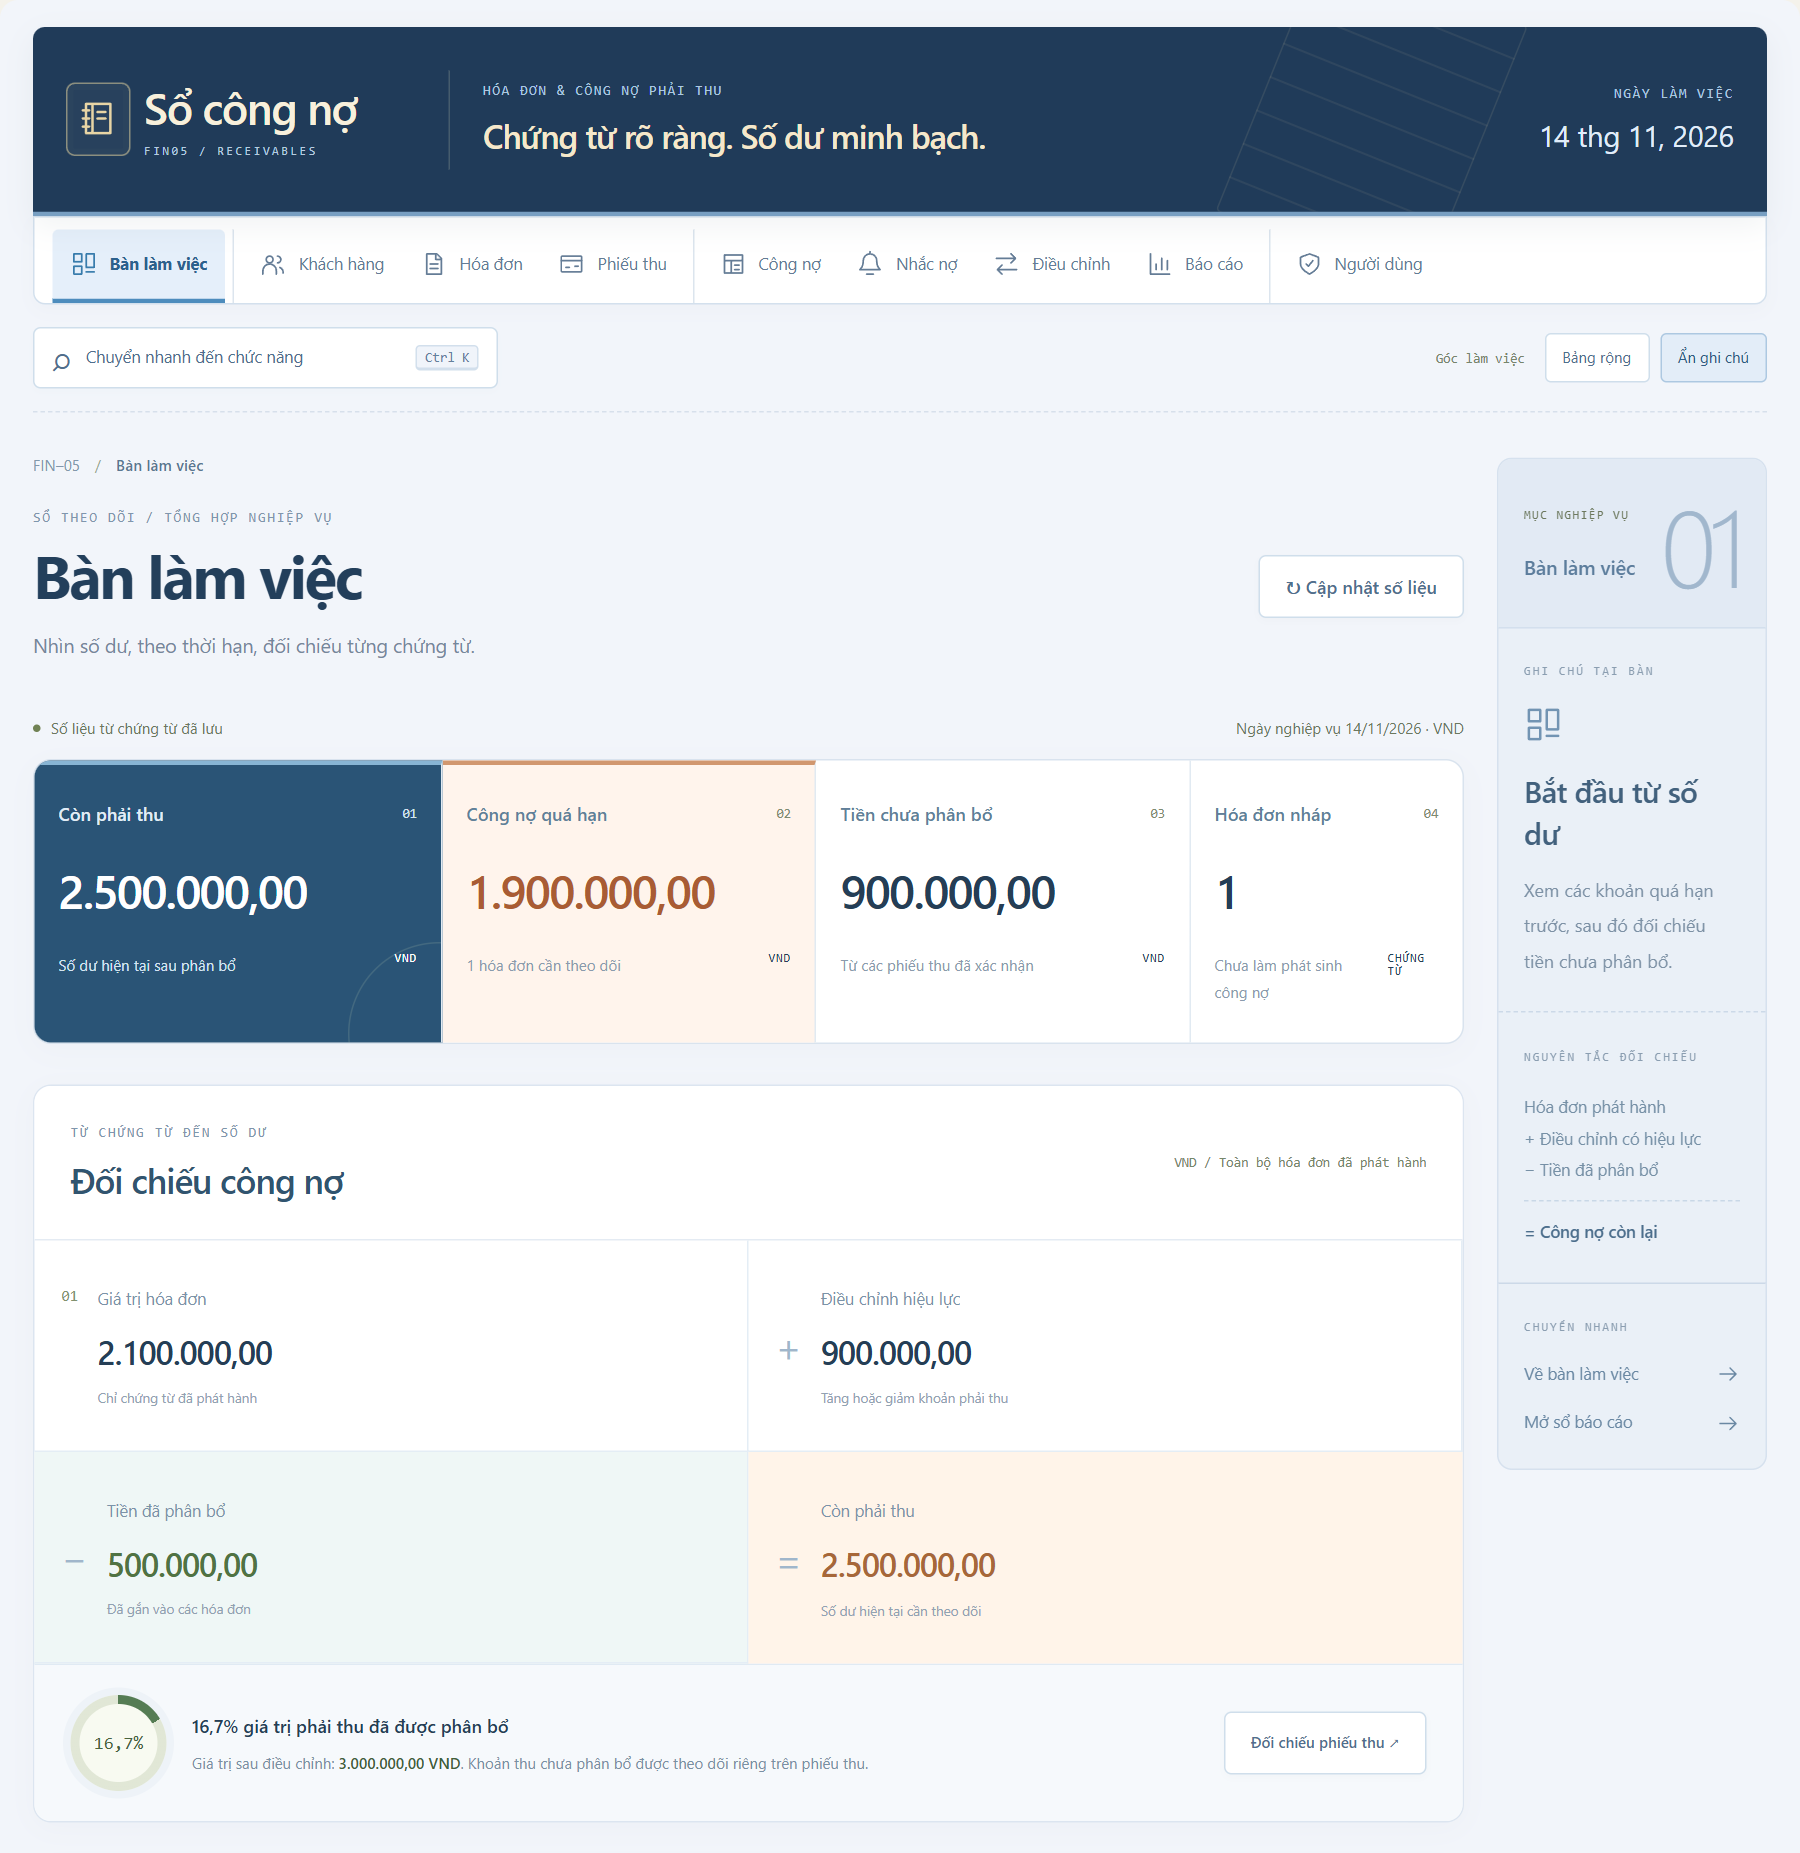 Sổ công nợ
FIN05 / RECEIVABLES
HÓA ĐƠN & CÔNG NỢ PHẢI THU
Chứng từ rõ ràng. Số dư minh bạch.
NGÀY LÀM VIỆC
14 thg 11, 2026
Bàn làm việc
Khách hàng
Hóa đơn
Phiếu thu
Công nợ
Nhắc nợ
Điều chỉnh
Báo cáo
Người dùng
Chuyển nhanh đến chức năng
Ctrl K
Góc làm việc
Bảng rộng
Ẩn ghi chú
FIN–05 / Bàn làm việc
SỔ THEO DÕI / TỔNG HỢP NGHIỆP VỤ
Bàn làm việc
Nhìn số dư, theo thời hạn, đối chiếu từng chứng từ.
↻ Cập nhật số liệu
Số liệu từ chứng từ đã lưu
Ngày nghiệp vụ 14/11/2026 · VND
Còn phải thu
01
2.500.000,00
Số dư hiện tại sau phân bổ
VND
Công nợ quá hạn
02
1.900.000,00
1 hóa đơn cần theo dõi
VND
Tiền chưa phân bổ
03
900.000,00
Từ các phiếu thu đã xác nhận
VND
Hóa đơn nháp
04
1
Chưa làm phát sinh
công nợ
CHỨNG
TỪ
TỪ CHỨNG TỪ ĐẾN SỐ DƯ
Đối chiếu công nợ
VND / Toàn bộ hóa đơn đã phát hành
01
Giá trị hóa đơn
2.100.000,00
Chỉ chứng từ đã phát hành
Điều chỉnh hiệu lực
+ 900.000,00
Tăng hoặc giảm khoản phải thu
Tiền đã phân bổ
− 500.000,00
Đã gắn vào các hóa đơn
Còn phải thu
= 2.500.000,00
Số dư hiện tại cần theo dõi
16,7%
16,7% giá trị phải thu đã được phân bổ
Giá trị sau điều chỉnh: 3.000.000,00 VND. Khoản thu chưa phân bổ được theo dõi riêng trên phiếu thu.
Đối chiếu phiếu thu ↗
MỤC NGHIỆP VỤ
Bàn làm việc
01
GHI CHÚ TẠI BÀN
Bắt đầu từ số
dư
Xem các khoản quá hạn
trước, sau đó đối chiếu
tiền chưa phân bổ.
NGUYÊN TẮC ĐỐI CHIẾU
Hóa đơn phát hành
+ Điều chỉnh có hiệu lực
− Tiền đã phân bổ
= Công nợ còn lại
CHUYỂN NHANH
Về bàn làm việc →
Mở sổ báo cáo →